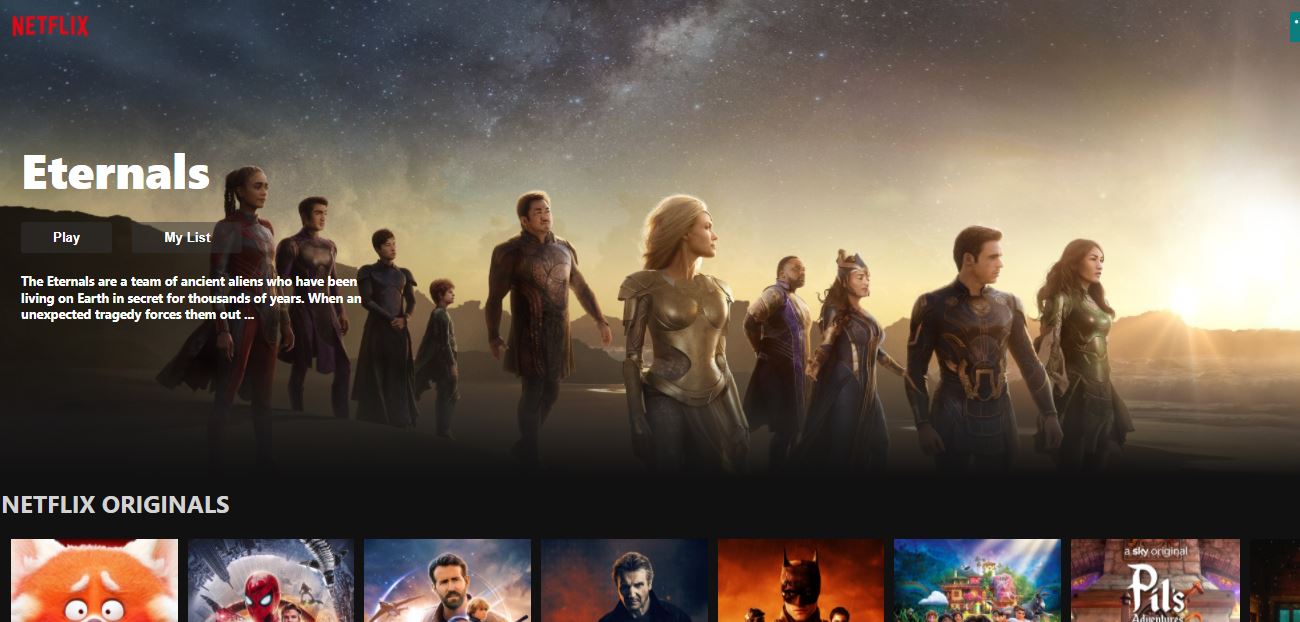 NETFLIX
Eternals
Play
My List
The Eternals are a team of ancient aliens who have been
living on Earth in secret for thousands of years. When an
unexpected tragedy forces them out ...
NETFLIX ORIGINALS
a sky original
Pil's
Adventures